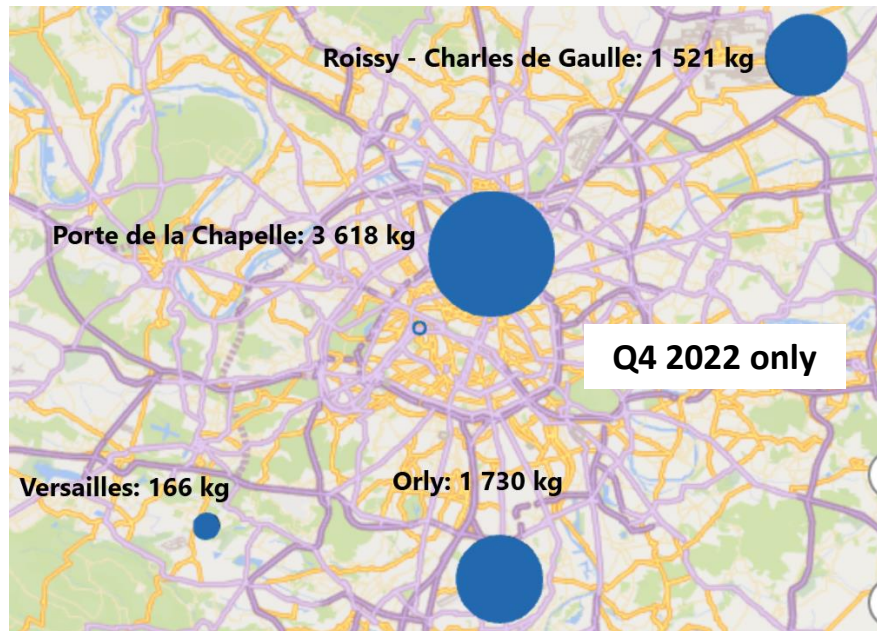 Roissy - Charles de Gaulle: 1 521 kg
Porte de la Chapelle: 3 618 kg
Q4 2022 only
Versailles: 166 kg
Orly: 1 730 kg